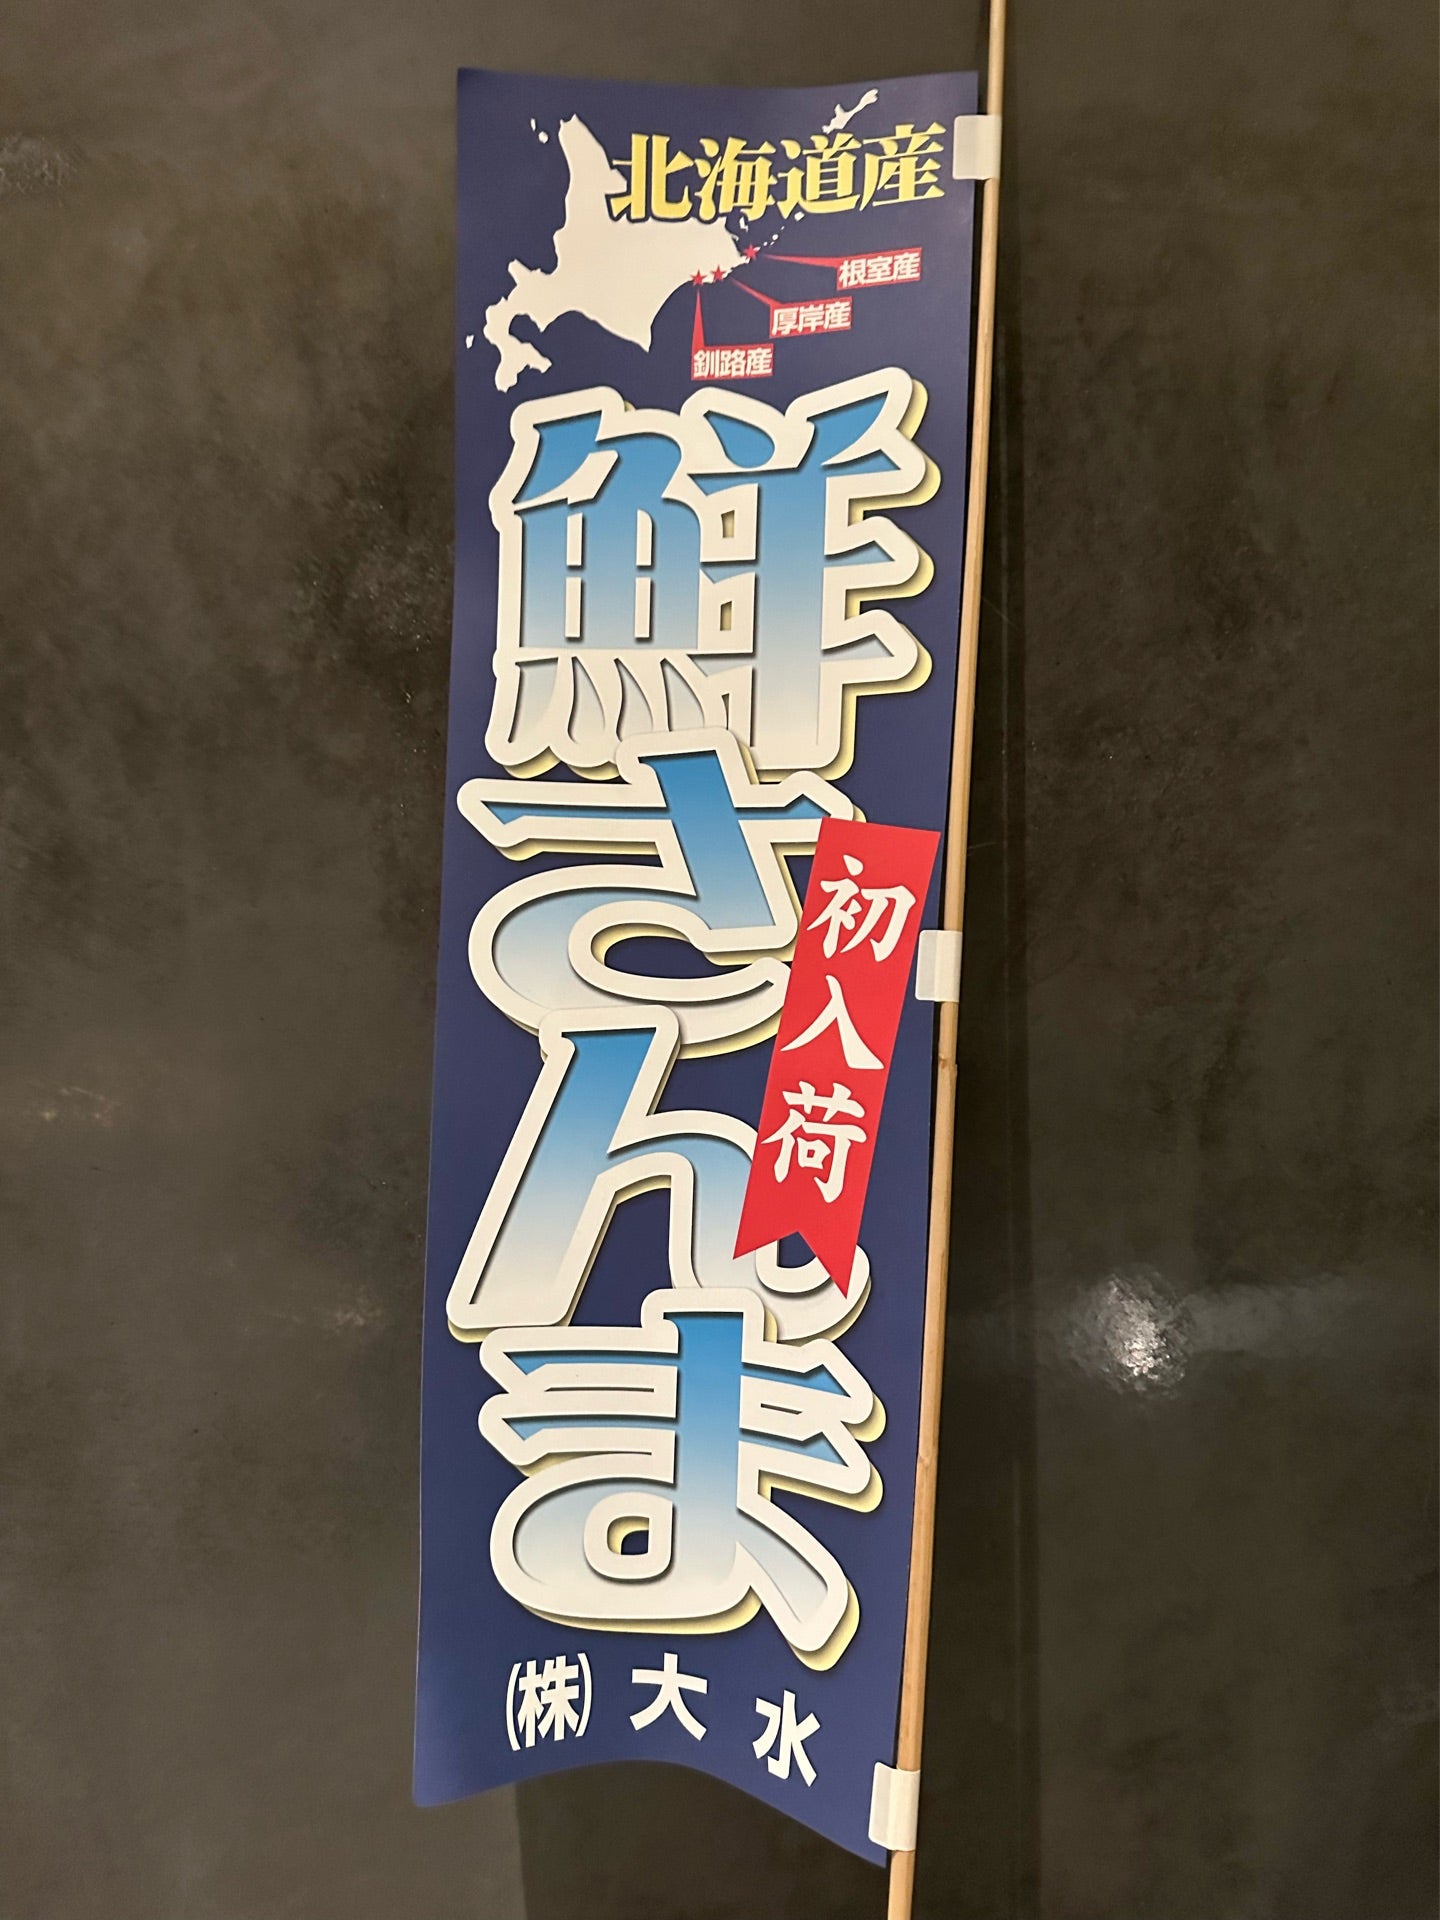 北海道産
根室産
厚岸産
釧路産
鮮さんま
初入荷
(株)大水